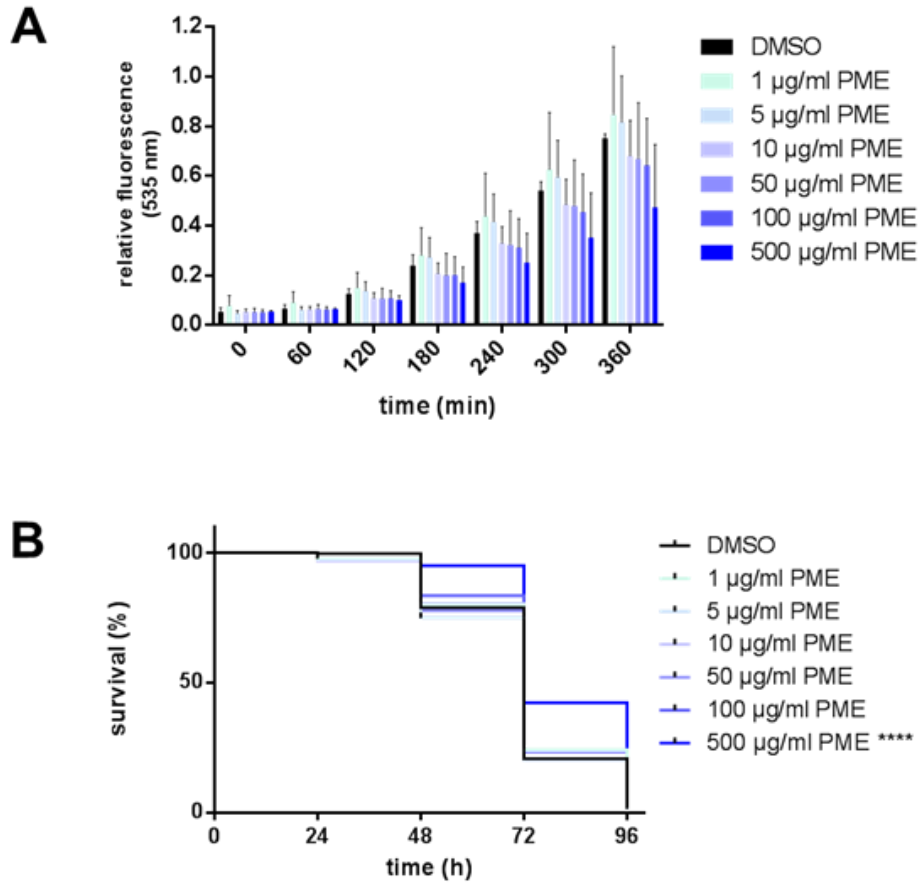 A
relative fluorescence
(535 nm)
1.2
1.0
0.8
0.6
0.4
0.2
0.0
0
60
120
180
240
300
360
time (min)
DMSO
1 µg/ml PME
5 µg/ml PME
10 µg/ml PME
50 µg/ml PME
100 µg/ml PME
500 µg/ml PME
B
survival (%)
100
50
0
0
24
48
72
96
time (h)
DMSO
1 µg/ml PME
5 µg/ml PME
10 µg/ml PME
50 µg/ml PME
100 µg/ml PME
500 µg/ml PME ****